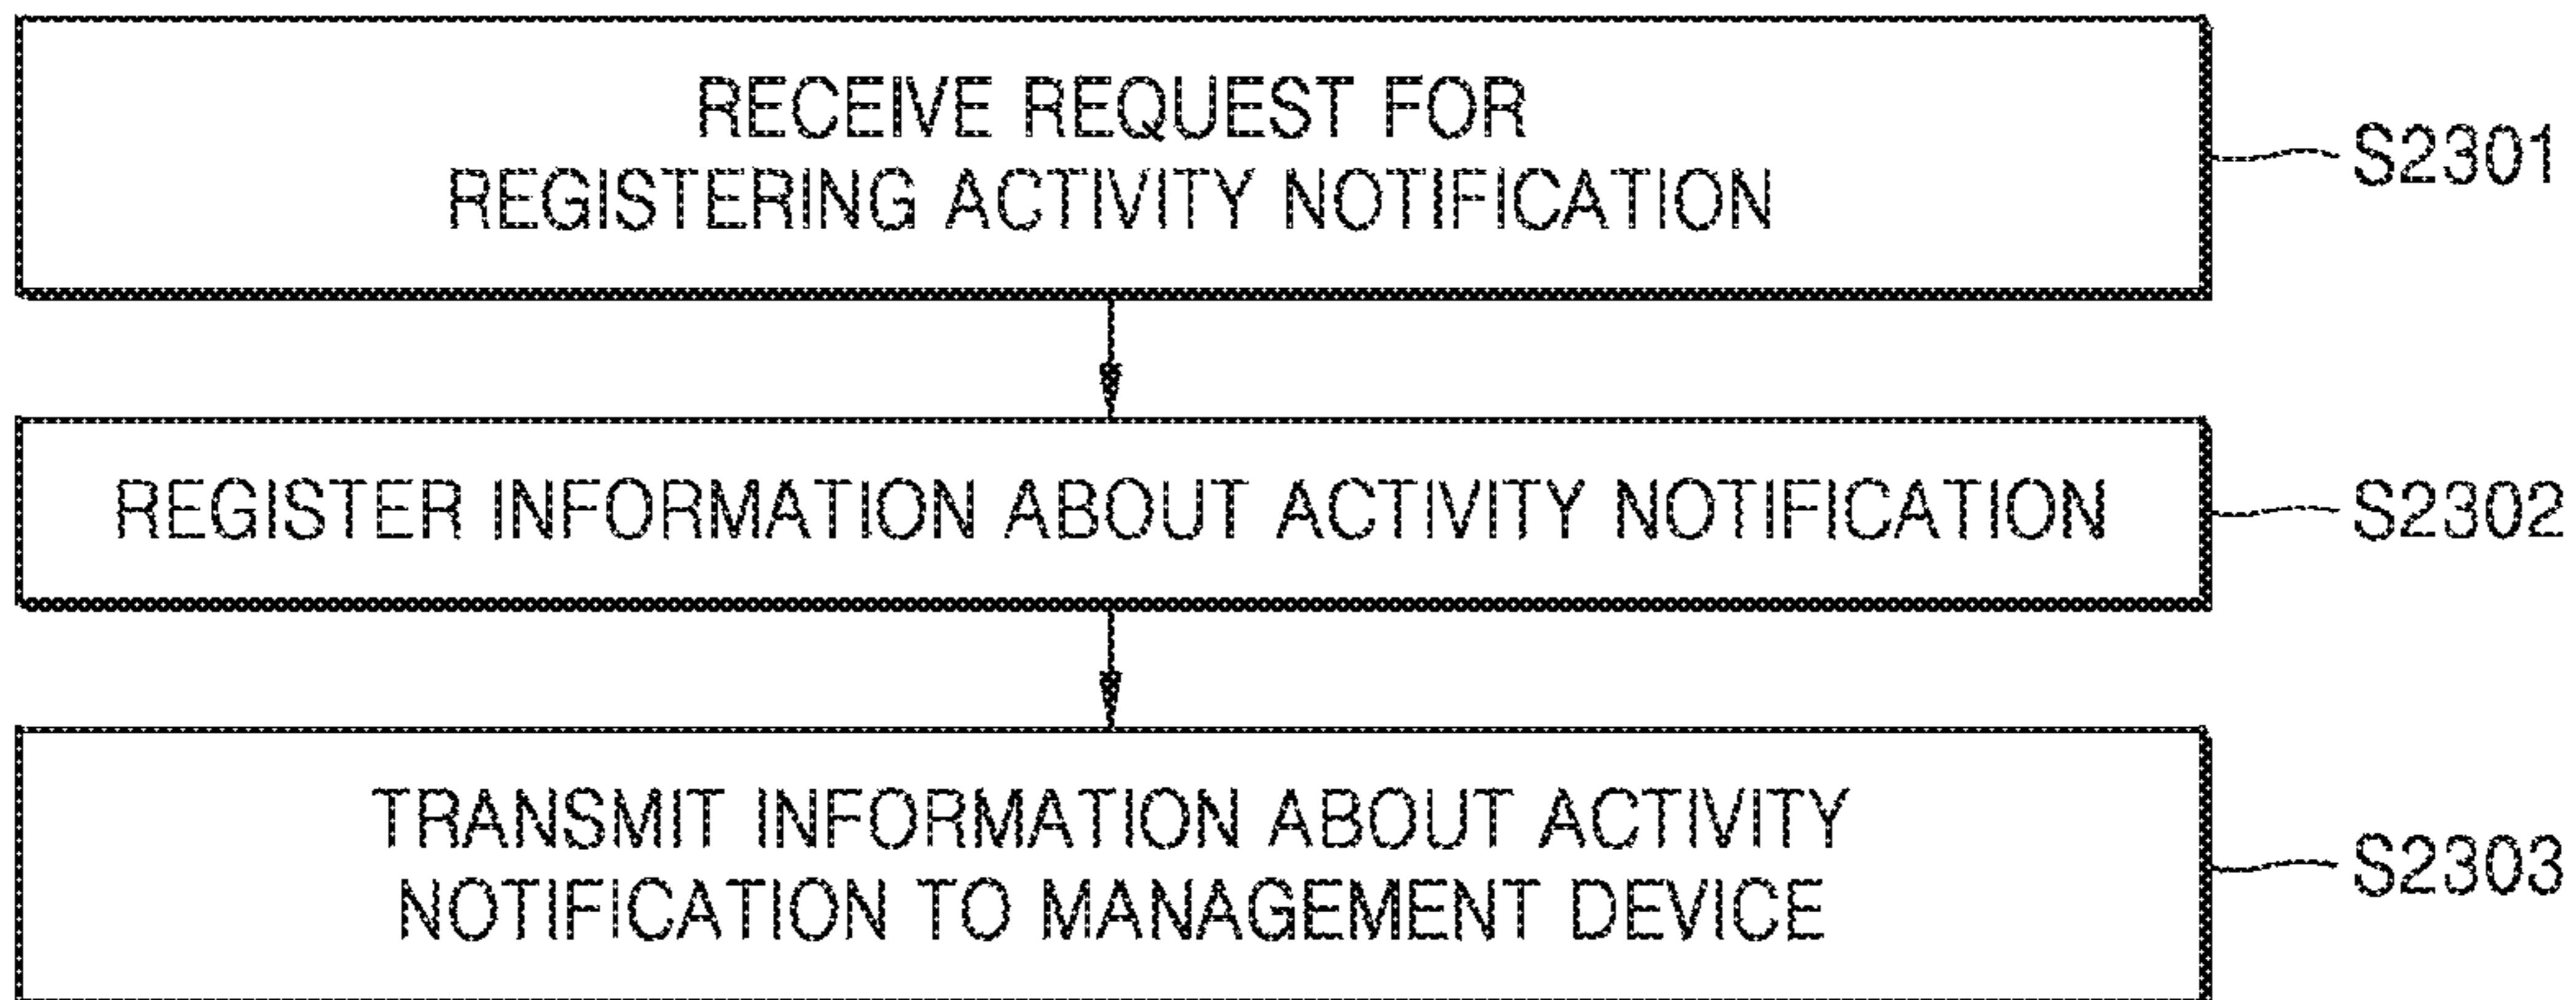 RECEIVE REQUEST FOR
REGISTERING ACTIVITY NOTIFICATION
S2301
REGISTER INFORMATION ABOUT ACTIVITY NOTIFICATION
S2302
TRANSMIT INFORMATION ABOUT ACTIVITY
NOTIFICATION TO MANAGEMENT DEVICE
S2303